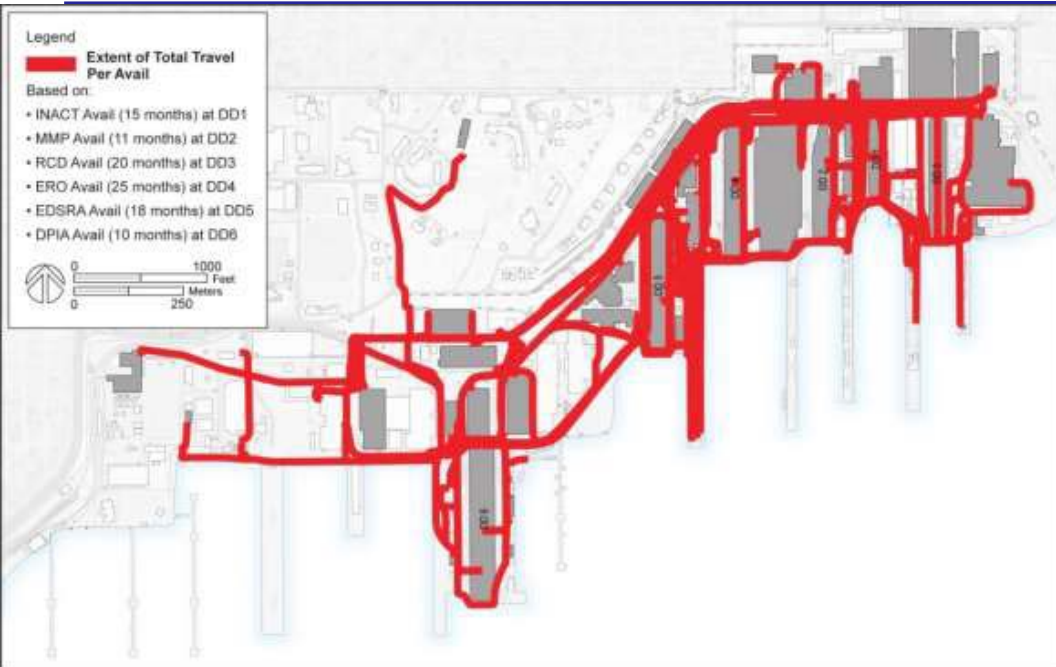 Legend
Extent of Total Travel
Per Avail
Based on:
• INACT Avail (15 months) at DD1
• MMP Avail (11 months) at DD2
• RCD Avail (20 months) at DD3
• ERO Avail (25 months) at DD4
• EDSRA Avail (18 months) at DD5
• DPIA Avail (10 months) at DD6
0 1000
Feet
Meters
0 250